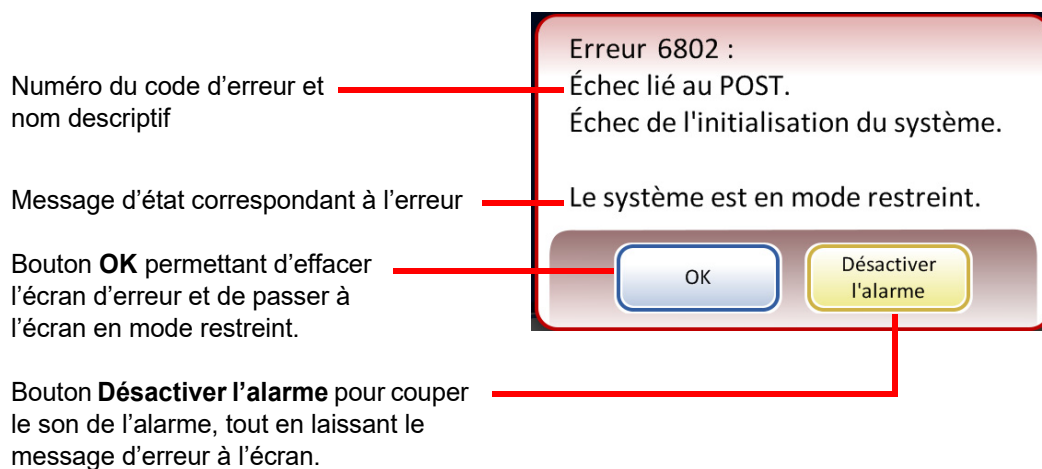 Numéro du code d’erreur et
nom descriptif
Message d’état correspondant à l’erreur
Bouton OK permettant d’effacer
l’écran d’erreur et de passer à
l’écran en mode restreint.
Bouton Désactiver l’alarme pour couper
le son de l’alarme, tout en laissant le
message d’erreur à l’écran.
Erreur 6802 :
Échec lié au POST.
Échec de l'initialisation du système.
Le système est en mode restreint.
OK
Désactiver
l'alarme